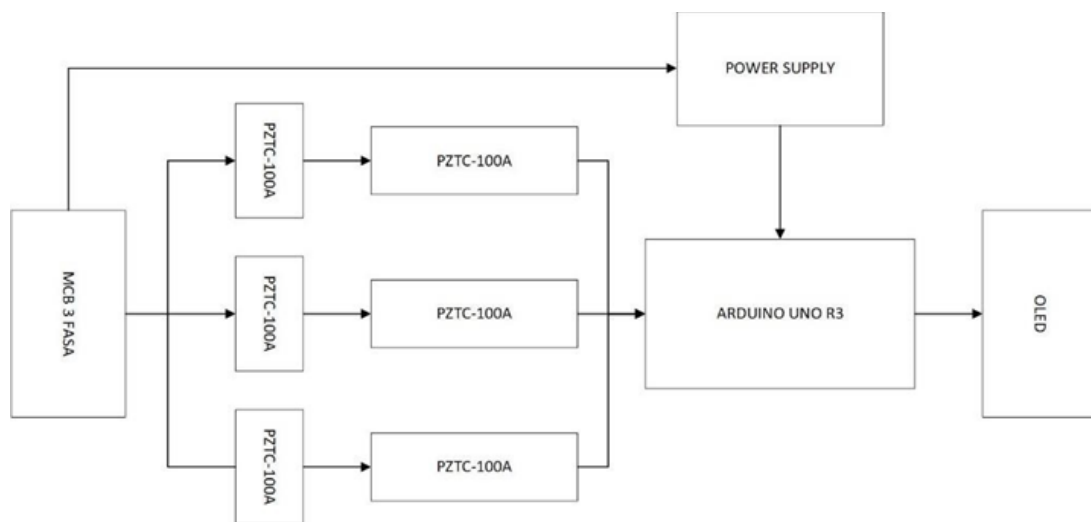 POWER SUPPLY
PZTC-100A
PZTC-100A
MCB 3 FASA
PZTC-100A
PZTC-100A
ARDUINO UNO R3
OLED
PZTC-100A
PZTC-100A